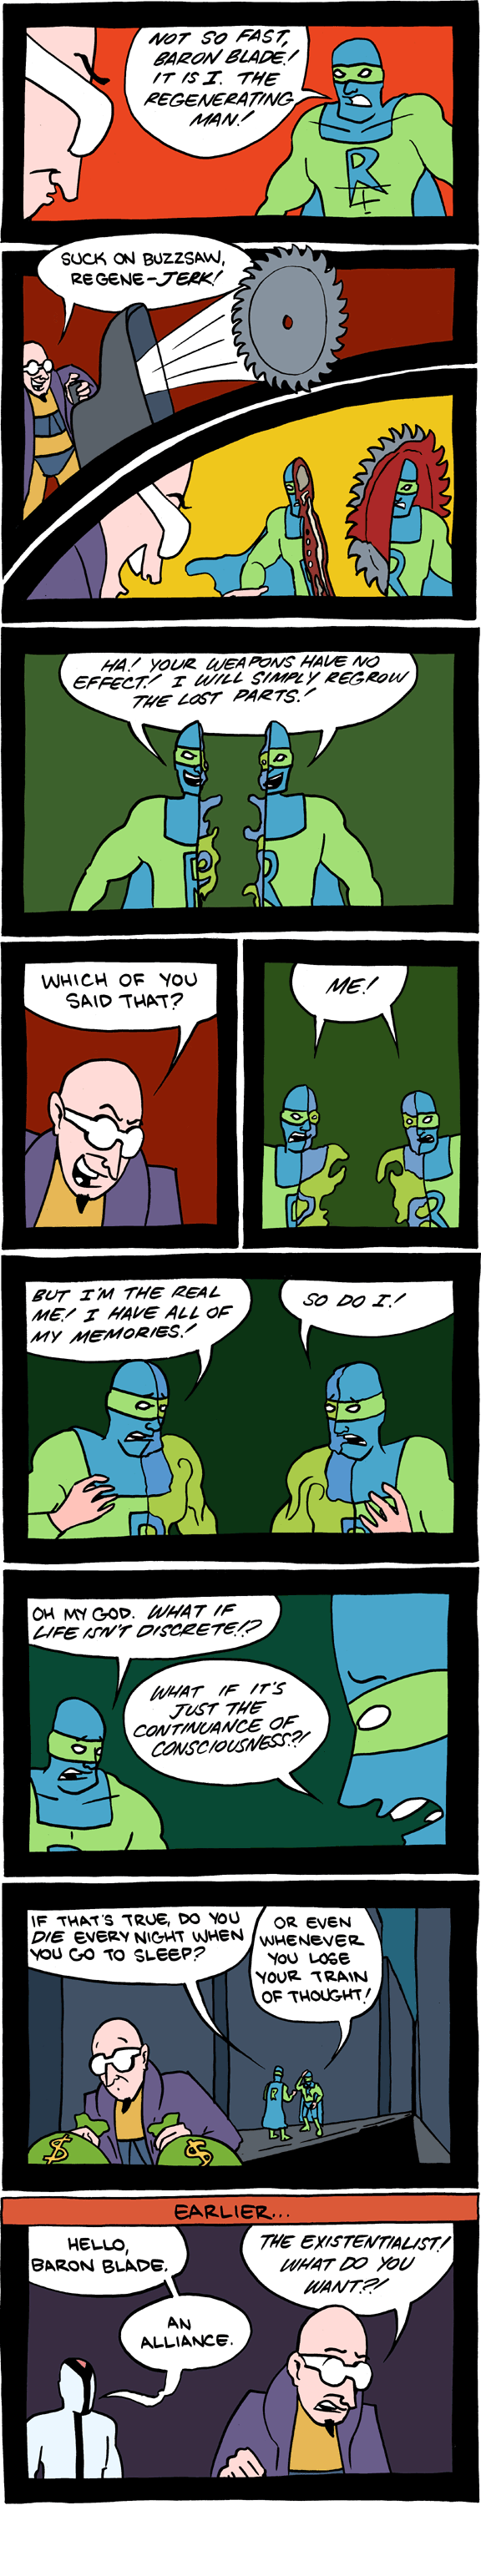 NOT SO FAST,
BARON BLADE!
IT IS I. THE
REGENERATING
MAN!
R
SUCK ON BUZZSAW,
REGENE-JERK!
R
HA! YOUR WEAPONS HAVE NO
EFFECT! I WILL SIMPLY REGROW
THE LOST PARTS!
R
R
WHICH OF YOU
SAID THAT?
ME!
R
BUT I'M THE REAL
ME! I HAVE ALL OF
MY MEMORIES!
SO DO I!
OH MY GOD. WHAT IF
LIFE ISN'T DISCRETE!?
WHAT IF IT'S
JUST THE
CONTINUANCE OF
CONSCIOUSNESS?!
IF THAT'S TRUE, DO YOU
DIE EVERY NIGHT WHEN
YOU GO TO SLEEP?
OR EVEN
WHENEVER
YOU LOSE
YOUR TRAIN
OF THOUGHT!
$
$
EARLIER...
HELLO,
BARON BLADE.
AN
ALLIANCE.
THE EXISTENTIALIST!
WHAT DO YOU
WANT?!